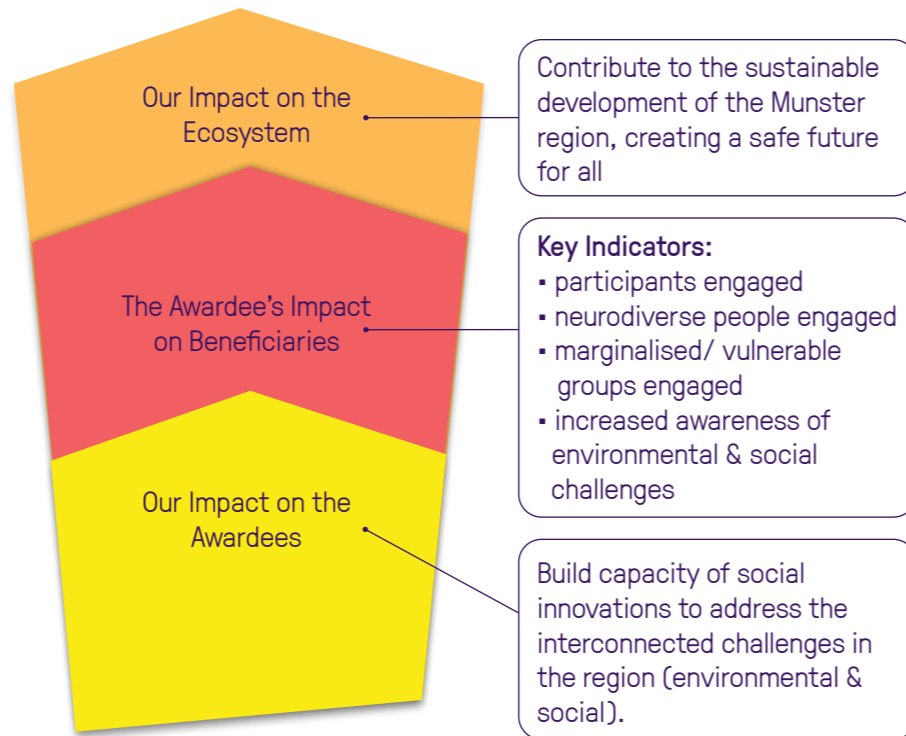 Our Impact on the
Ecosystem
Contribute to the sustainable
development of the Munster
region, creating a safe future
for all
The Awardee's Impact
on Beneficiaries
Key Indicators:
▪ participants engaged
▪ neurodiverse people engaged
▪ marginalised/ vulnerable
groups engaged
▪ increased awareness of
environmental & social
challenges
Our Impact on the
Awardees
Build capacity of social
innovations to address the
interconnected challenges in
the region (environmental &
social).